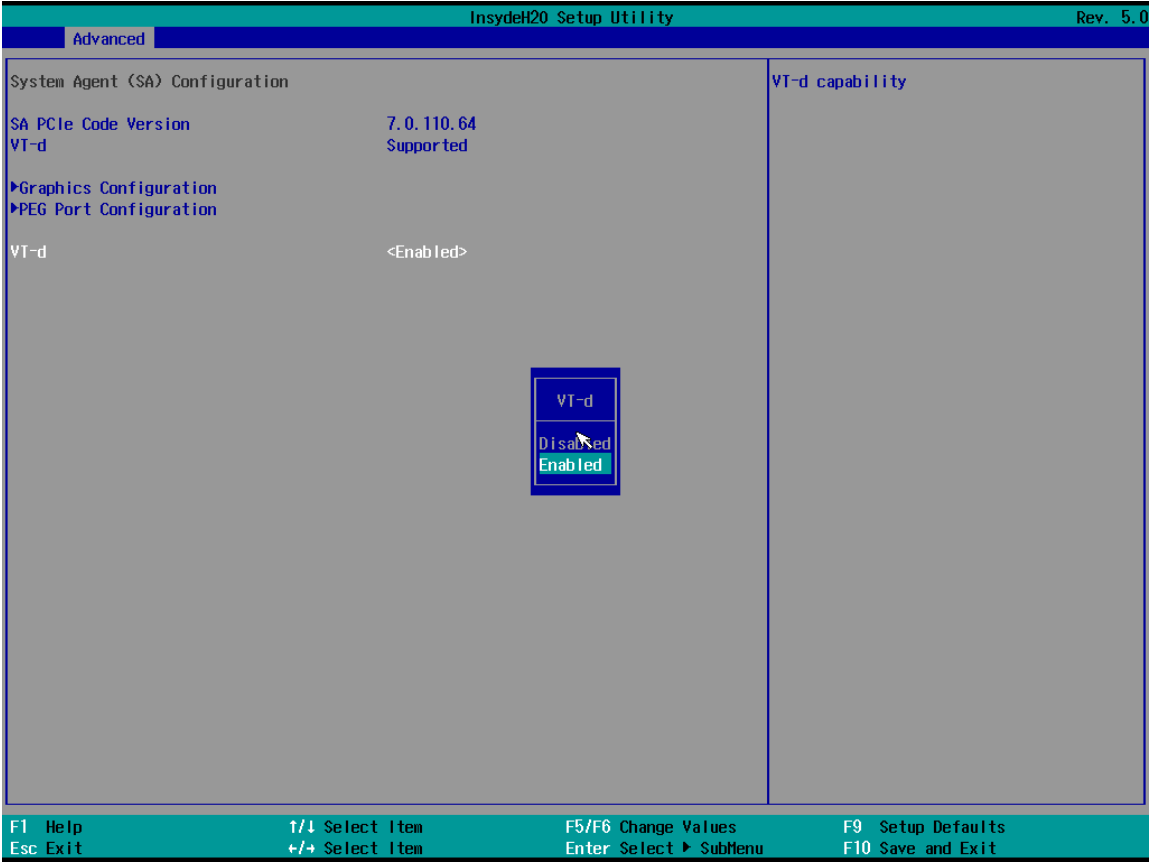 InsydeH20 Setup Utility Rev. 5.0
Advanced
System Agent (SA) Configuration
VT-d capability
SA PCIe Code Version 7.0.110.64
VT-d Supported
▶Graphics Configuration
▶PEG Port Configuration
VT-d <Enabled>
VT-d
Disabled
Enabled
F1 Help ↑/↓ Select Item F5/F6 Change Values F9 Setup Defaults
Esc Exit ←/→ Select Item Enter Select ▶ SubMenu F10 Save and Exit